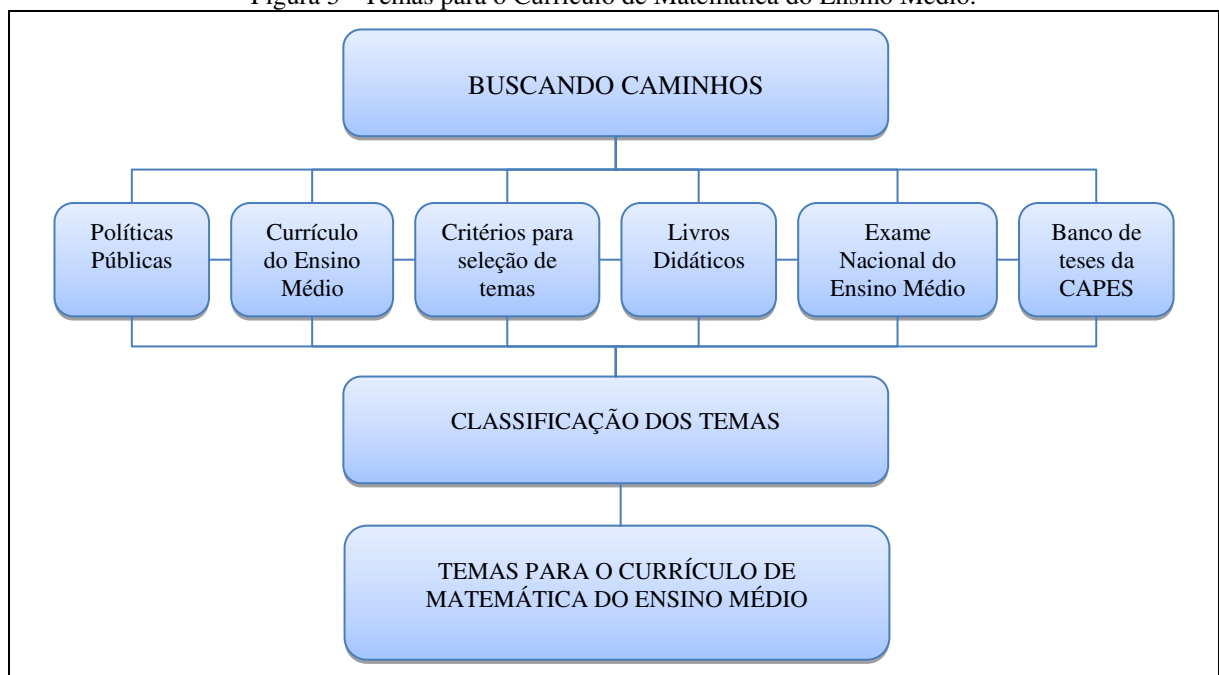 Figura 3 - Temas para o Currículo de Matemática do Ensino Médio.
BUSCANDO CAMINHOS
Políticas
Públicas
Currículo
do Ensino
Médio
Critérios para
seleção de
temas
Livros
Didáticos
Exame
Nacional do
Ensino Médio
Banco de
teses da
CAPES
CLASSIFICAÇÃO DOS TEMAS
TEMAS PARA O CURRÍCULO DE
MATEMÁTICA DO ENSINO MÉDIO